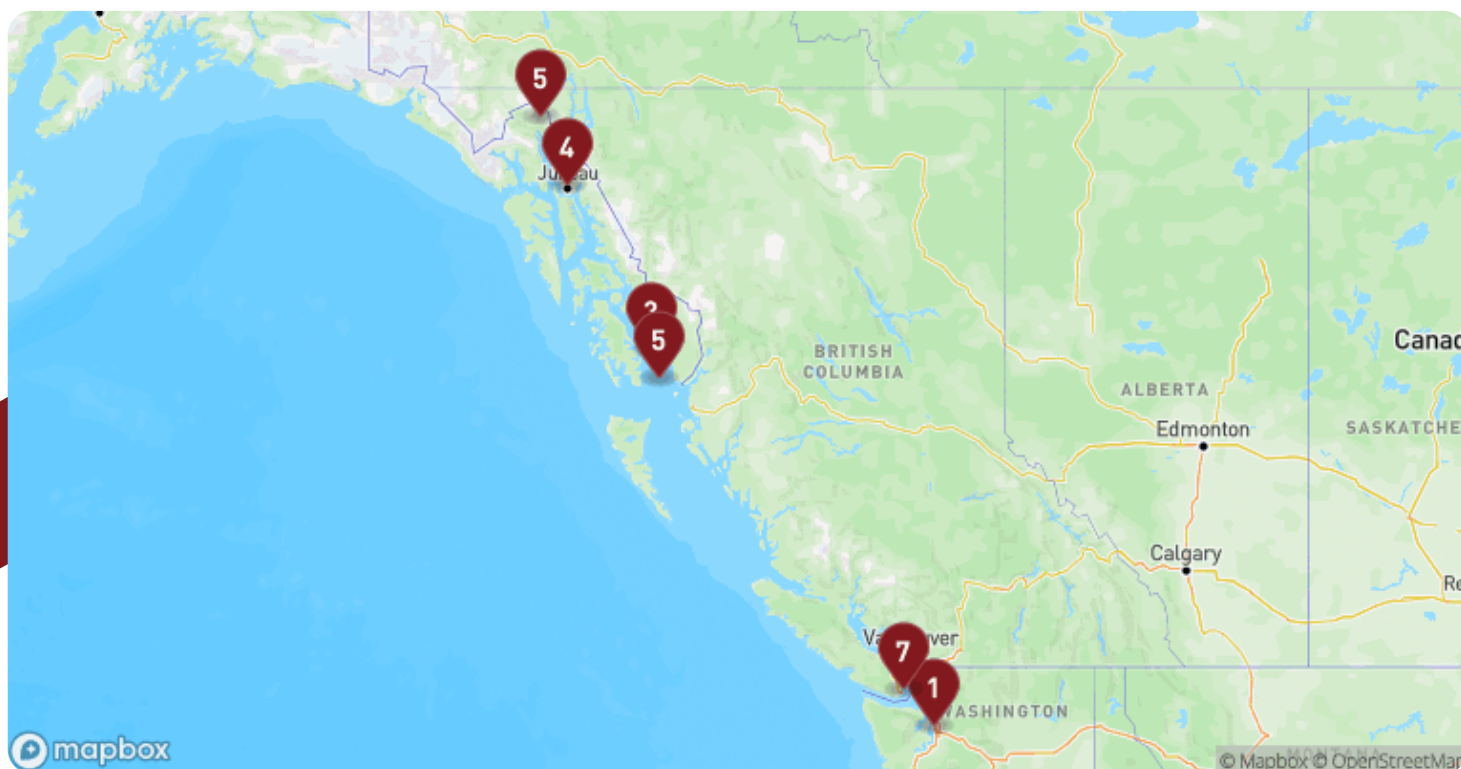 5
4
Juneau
3
5
BRITISH
COLUMBIA
ALBERTA
Canad
Edmonton
SASKATCHE
Calgary
Re
Vancouver
7
1
WASHINGTON
MONTANA
mapbox
© Mapbox © OpenStreetMap